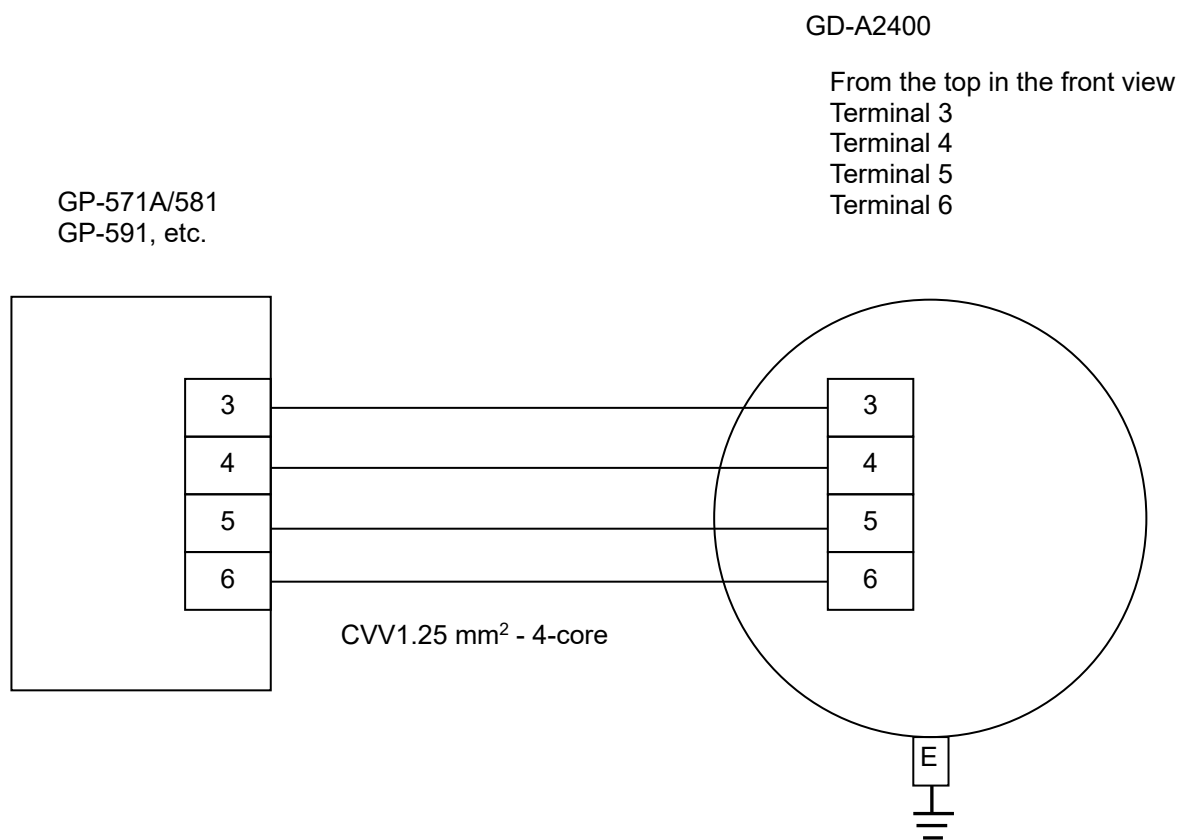 GD-A2400
From the top in the front view
Terminal 3
Terminal 4
Terminal 5
Terminal 6
GP-571A/581
GP-591, etc.
3
3
4
4
5
5
6
6
CVV1.25 mm² - 4-core
E